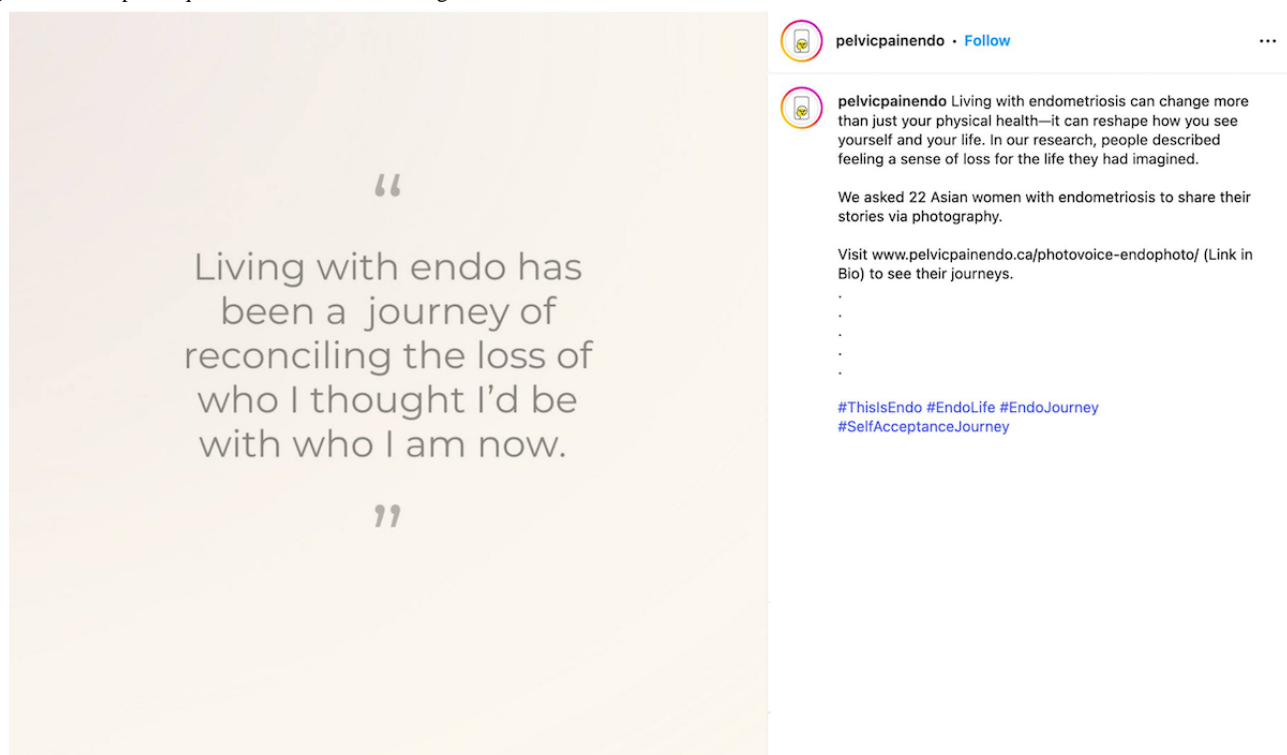 “
Living with endo has
been a  journey of
reconciling the loss of
who I thought I’d be
with who I am now.
”
pelvicpainendo • Follow
...
pelvicpainendo Living with endometriosis can change more
than just your physical health—it can reshape how you see
yourself and your life. In our research, people described
feeling a sense of loss for the life they had imagined.
We asked 22 Asian women with endometriosis to share their
stories via photography.
Visit www.pelvicpainendo.ca/photovoice-endophoto/ (Link in
Bio) to see their journeys.
.
.
.
.
.
#ThisIsEndo #EndoLife #EndoJourney
#SelfAcceptanceJourney